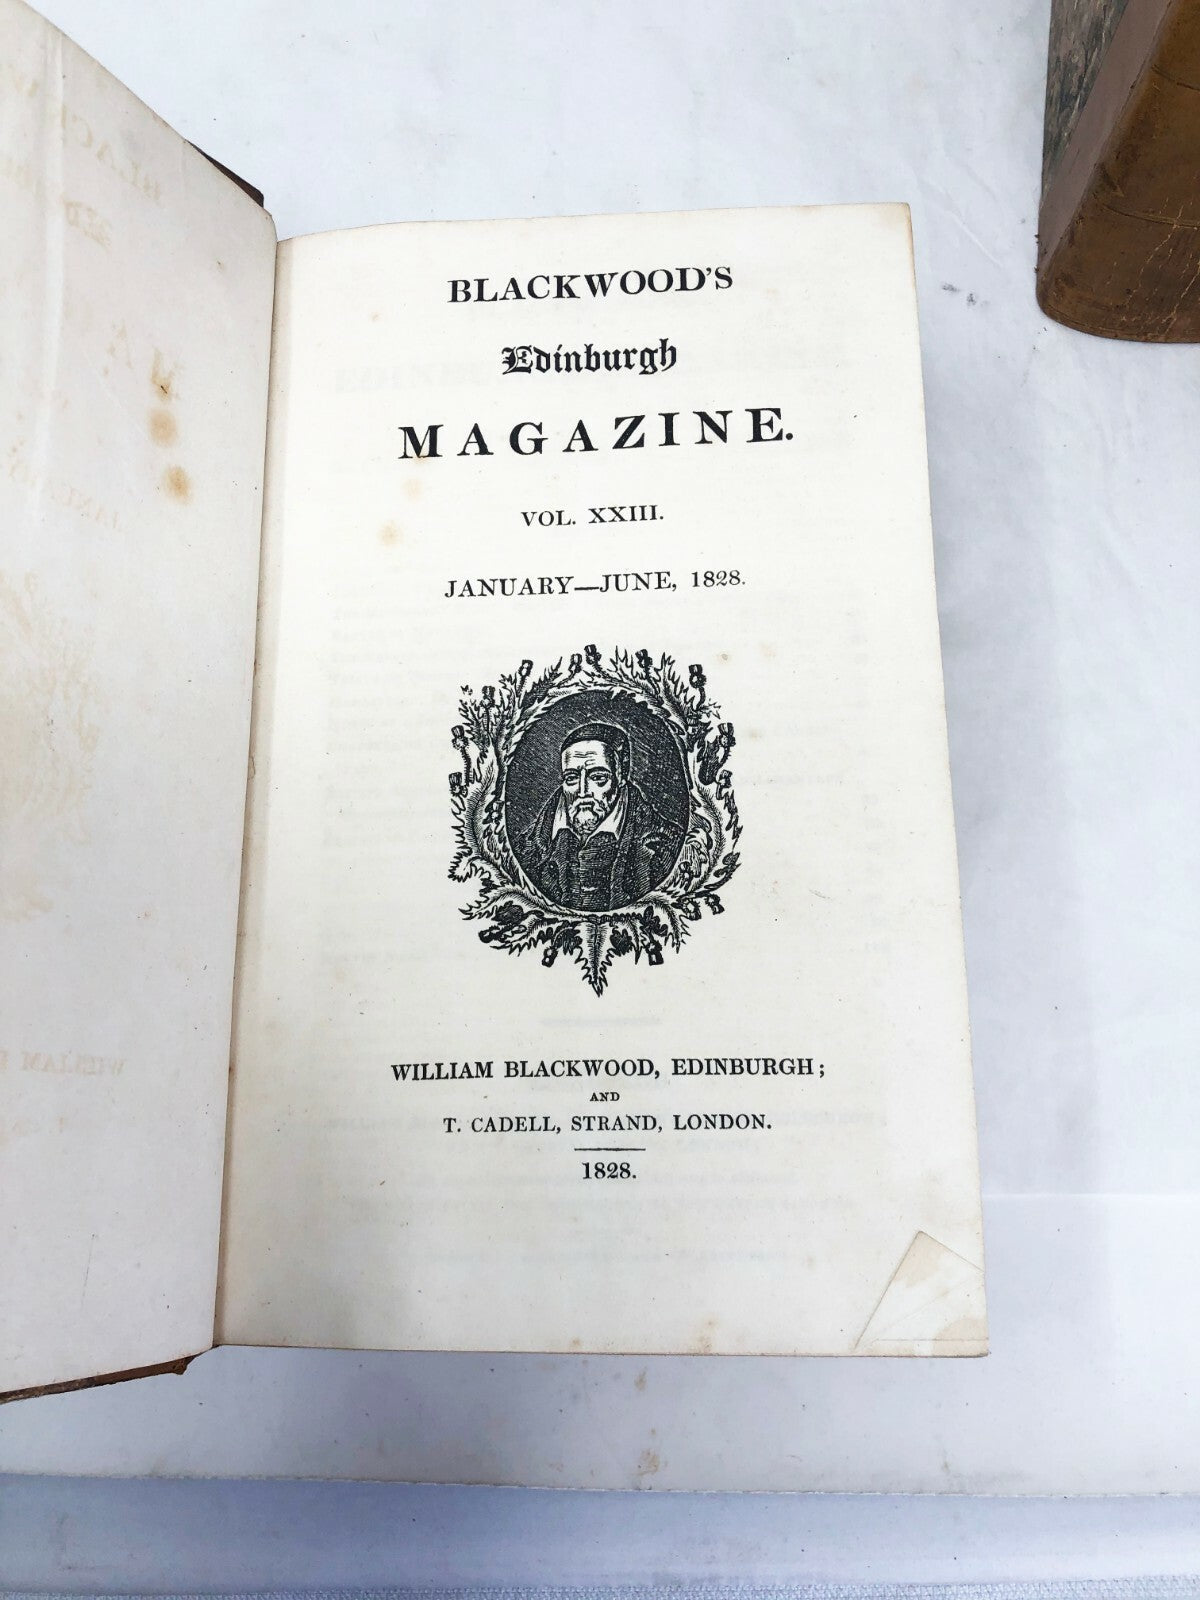 BLACKWOOD'S
Edinburgh
MAGAZINE.
VOL. XXIII.
JANUARY—JUNE, 1828.
WILLIAM BLACKWOOD, EDINBURGH;
AND
T. CADELL, STRAND, LONDON.
1828.